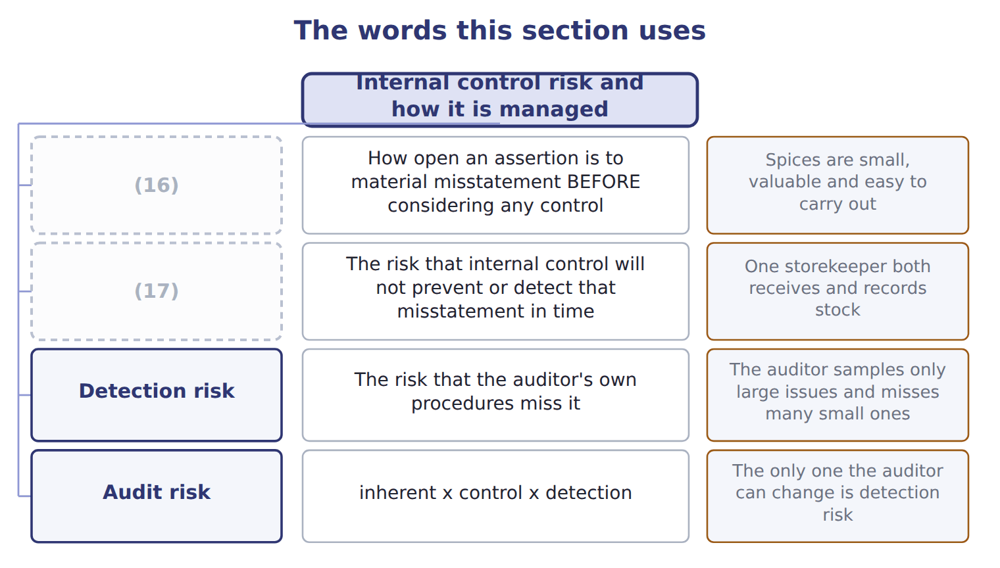 The words this section uses
Internal control risk and
how it is managed
(16)
How open an assertion is to
material misstatement BEFORE
considering any control
Spices are small,
valuable and easy to
carry out
(17)
The risk that internal control will
not prevent or detect that
misstatement in time
One storekeeper both
receives and records
stock
Detection risk
The risk that the auditor's own
procedures miss it
The auditor samples only
large issues and misses
many small ones
Audit risk
inherent x control x detection
The only one the auditor
can change is detection
risk